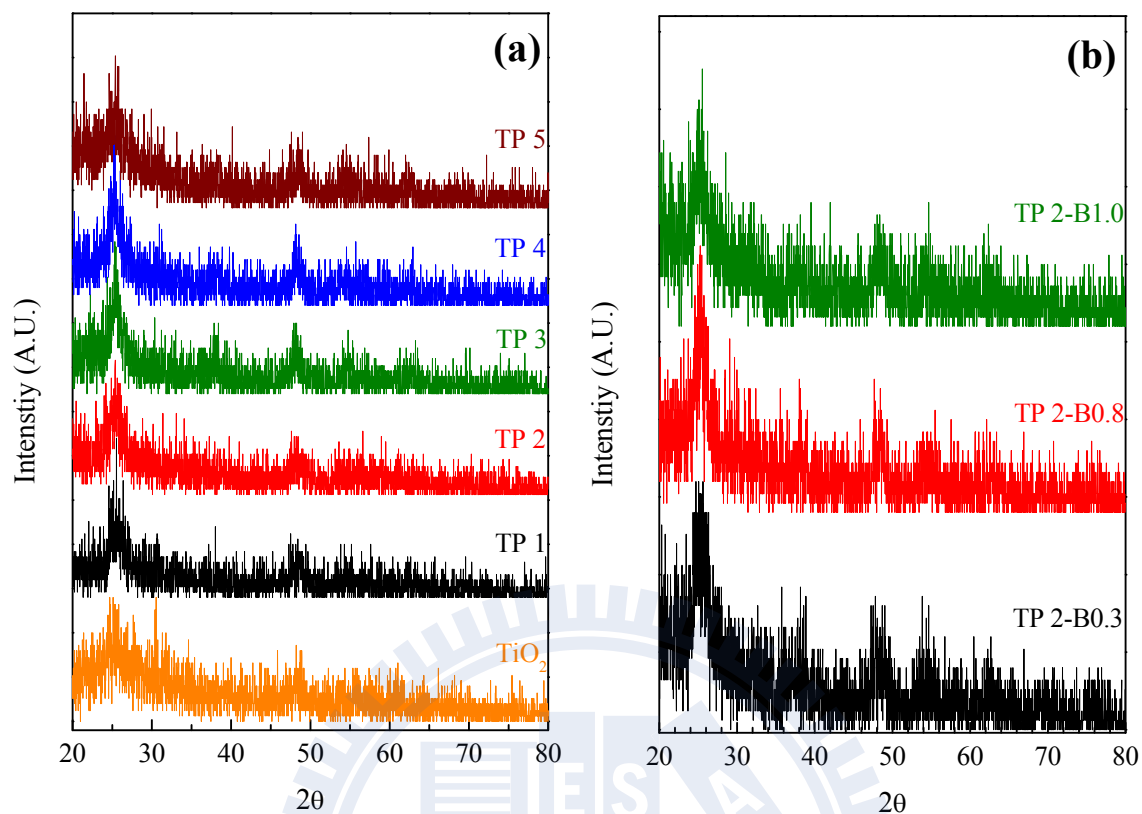 (a)
TP 5
TP 4
TP 3
TP 2
TP 1
TiO₂
Intenstiy (A.U.)
20 30 40 50 60 70 80
2θ
(b)
TP 2-B1.0
TP 2-B0.8
TP 2-B0.3
Intenstiy (A.U.)
20 30 40 50 60 70 80
2θ
ESA